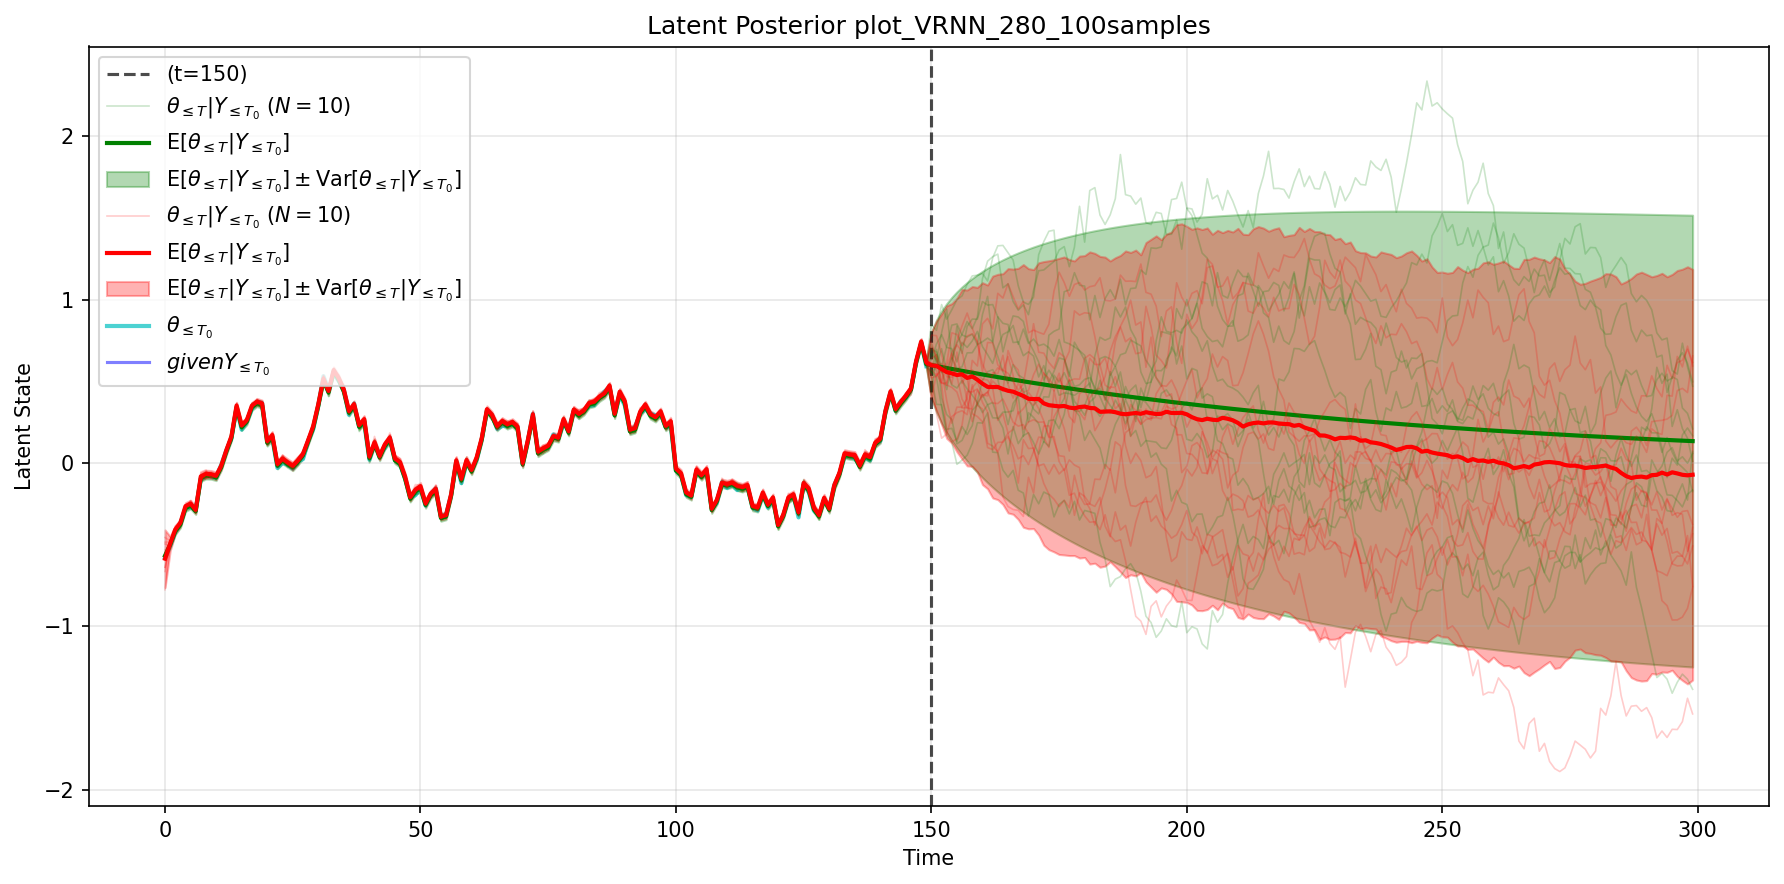 Latent Posterior plot_VRNN_280_100samples
(t=150)
θ≤T|Y≤T₀ (N = 10)
E[θ≤T|Y≤T₀]
E[θ≤T|Y≤T₀] ± Var[θ≤T|Y≤T₀]
θ≤T|Y≤T₀ (N = 10)
E[θ≤T|Y≤T₀]
E[θ≤T|Y≤T₀] ± Var[θ≤T|Y≤T₀]
θ≤T₀
givenY≤T₀
Latent State
2
1
0
−1
−2
0 50 100 150 200 250 300
Time